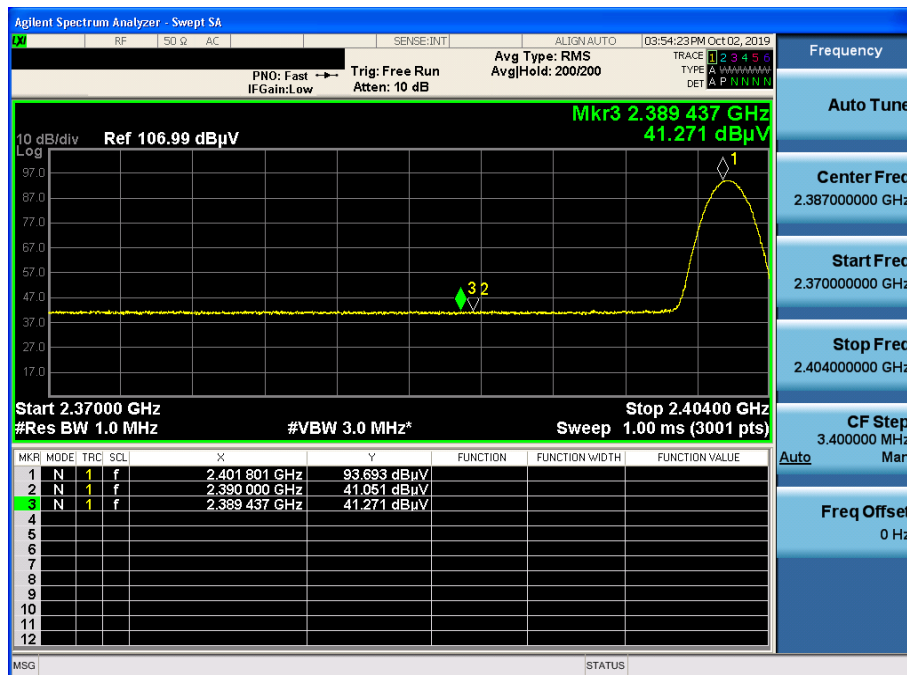 Agilent Spectrum Analyzer - Swept SA
LXI RF 50 Ω AC SENSE:INT ALIGNAUTO 03:54:23PM Oct 02, 2019
PNO: Fast Trig: Free Run Avg Type: RMS TRACE 1 2 3 4 5 6
IFGain:Low Atten: 10 dB Avg|Hold: 200/200 TYPE A WWWWW
DET A P N N N N
Mkr3 2.389 437 GHz
41.271 dBµV
10 dB/div Ref 106.99 dBµV
Log
97.0
87.0
77.0
67.0
57.0
47.0
37.0
27.0
17.0
1
3 2
Start 2.37000 GHz Stop 2.40400 GHz
#Res BW 1.0 MHz #VBW 3.0 MHz* Sweep 1.00 ms (3001 pts)
MKR MODE TRC SCL X Y FUNCTION FUNCTION WIDTH FUNCTION VALUE
1 N 1 f 2.401 801 GHz 93.693 dBµV
2 N 1 f 2.390 000 GHz 41.051 dBµV
3 N 1 f 2.389 437 GHz 41.271 dBµV
4
5
6
7
8
9
10
11
12
MSG STATUS
Frequency
Auto Tune
Center Freq
2.387000000 GHz
Start Freq
2.370000000 GHz
Stop Freq
2.404000000 GHz
CF Step
3.400000 MHz
Auto Man
Freq Offset
0 Hz